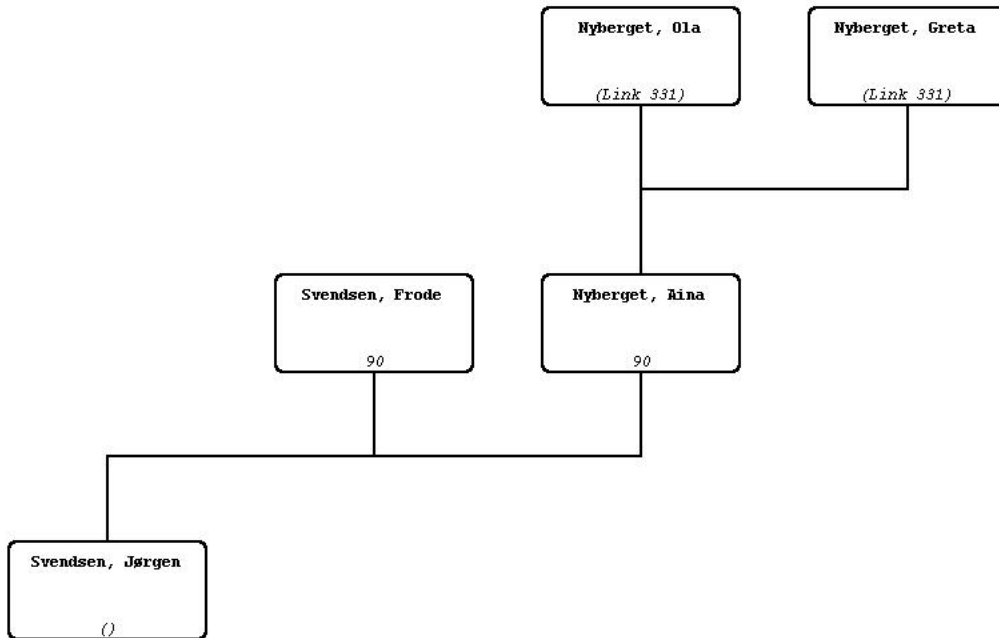 Nyberget, Ola
(Link 331)
Nyberget, Greta
(Link 331)
Svendsen, Frode
90
Nyberget, Aina
90
Svendsen, Jørgen
()